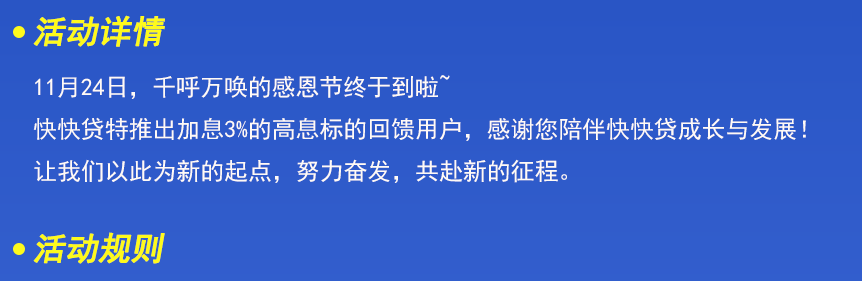 活动详情
11月24日，千呼万唤的感恩节终于到啦~
快快贷特推出加息3%的高息标的回馈用户，感谢您陪伴快快贷成长与发展！
让我们以此为新的起点，努力奋发，共赴新的征程。
活动规则